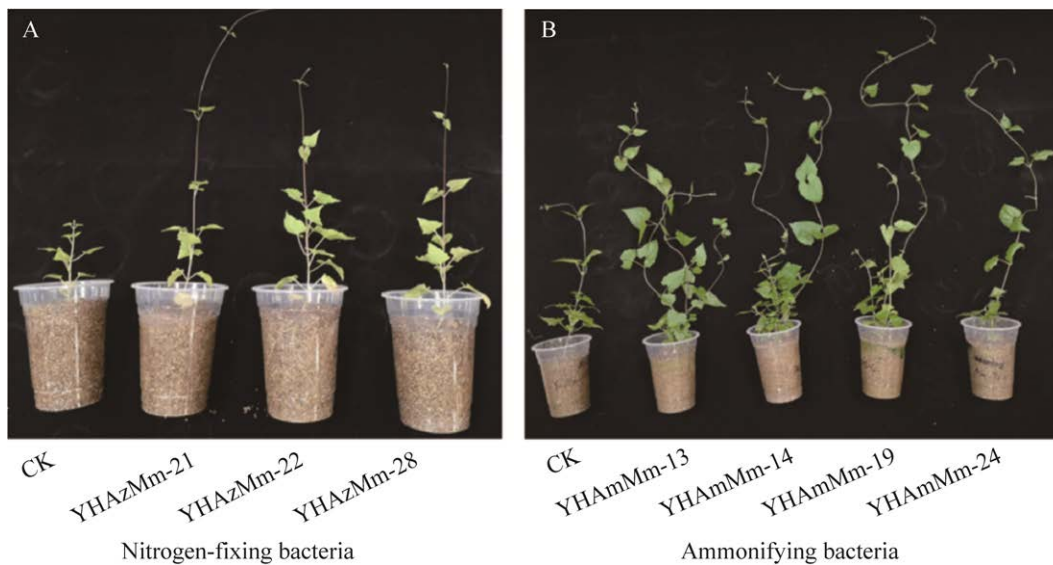 A
B
CK
YHAzMm-21
YHAzMm-22
YHAzMm-28
CK
YHAmMm-13
YHAmMm-14
YHAmMm-19
YHAmMm-24
Nitrogen-fixing bacteria
Ammonifying bacteria